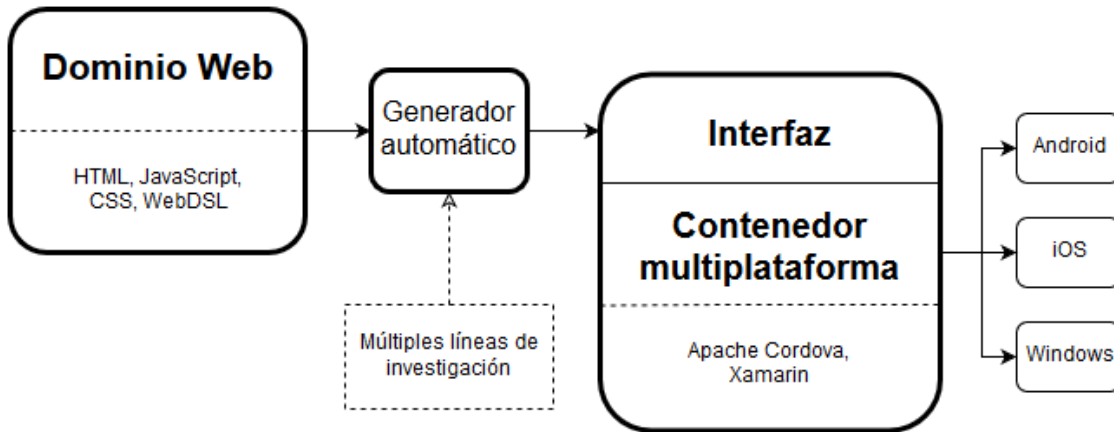 Dominio Web
HTML, JavaScript,
CSS, WebDSL
Generador
automático
Múltiples líneas de
investigación
Interfaz
Contenedor
multiplataforma
Apache Cordova,
Xamarin
Android
iOS
Windows